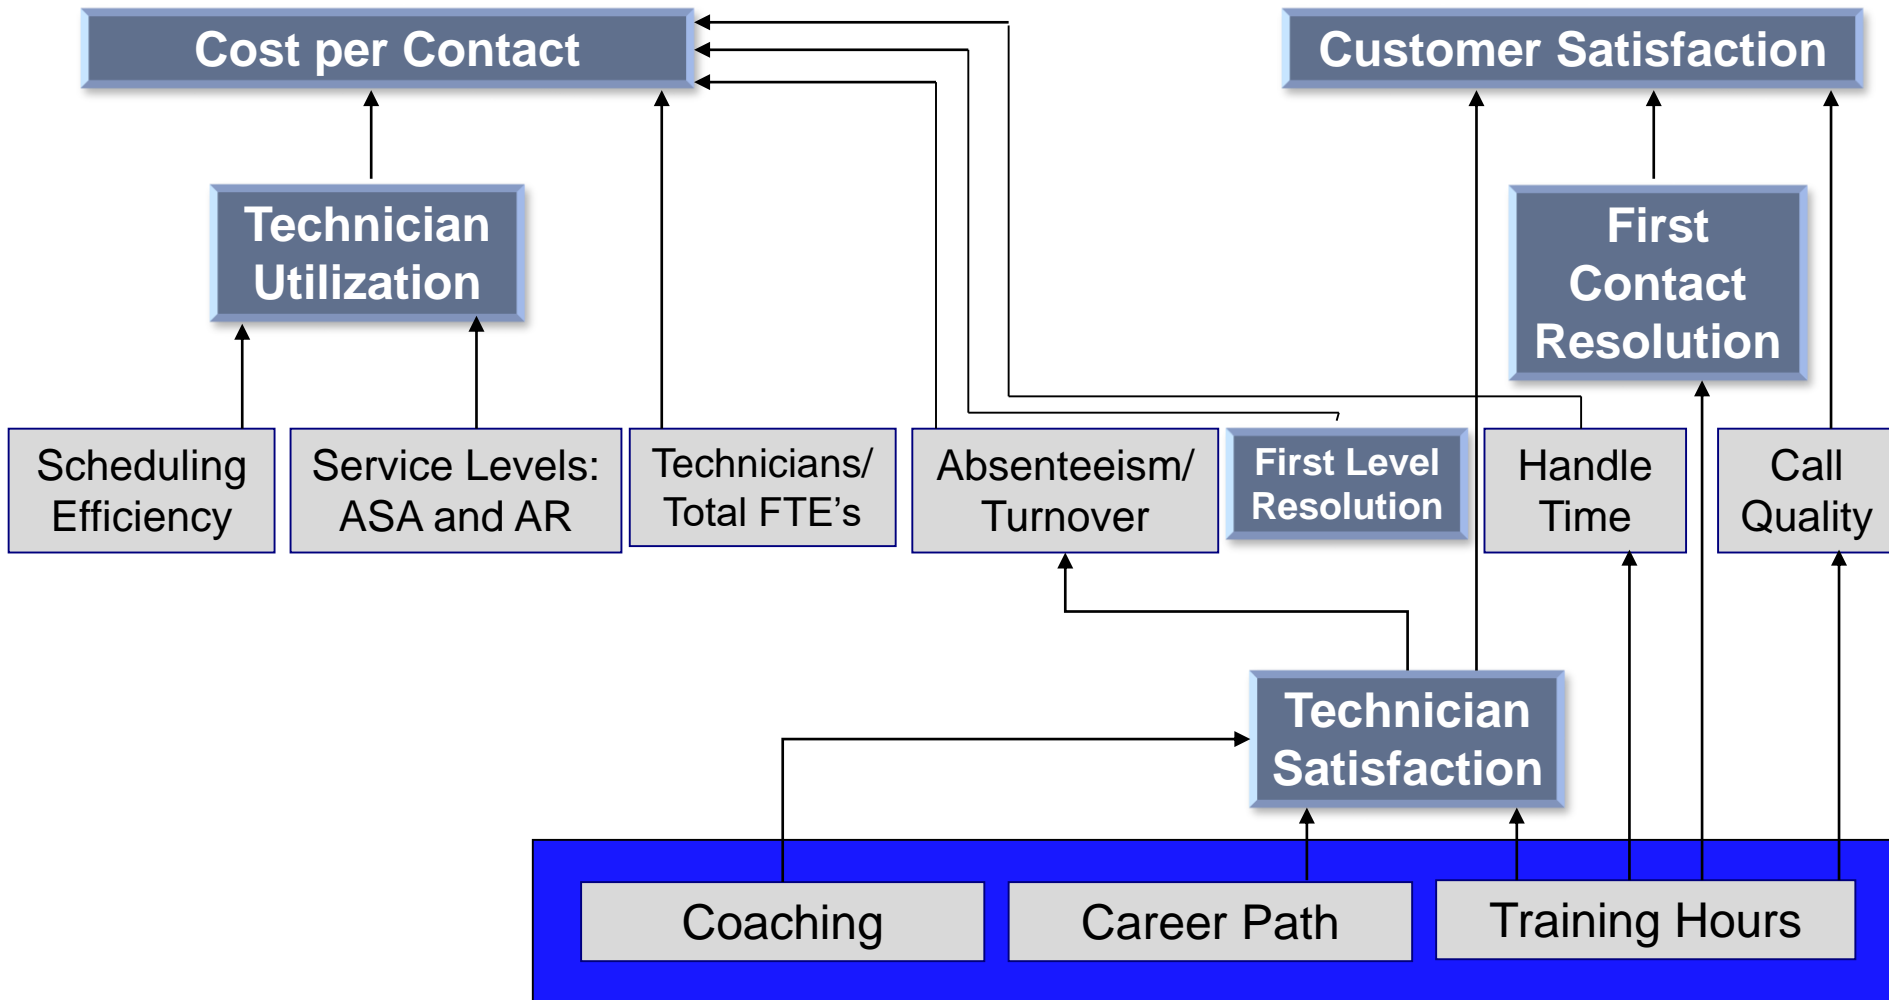 Cost per Contact
Customer Satisfaction
Technician
Utilization
First
Contact
Resolution
Scheduling
Efficiency
Service Levels:
ASA and AR
Technicians/
Total FTE's
Absenteeism/
Turnover
First Level
Resolution
Handle
Time
Call
Quality
Technician
Satisfaction
Coaching
Career Path
Training Hours